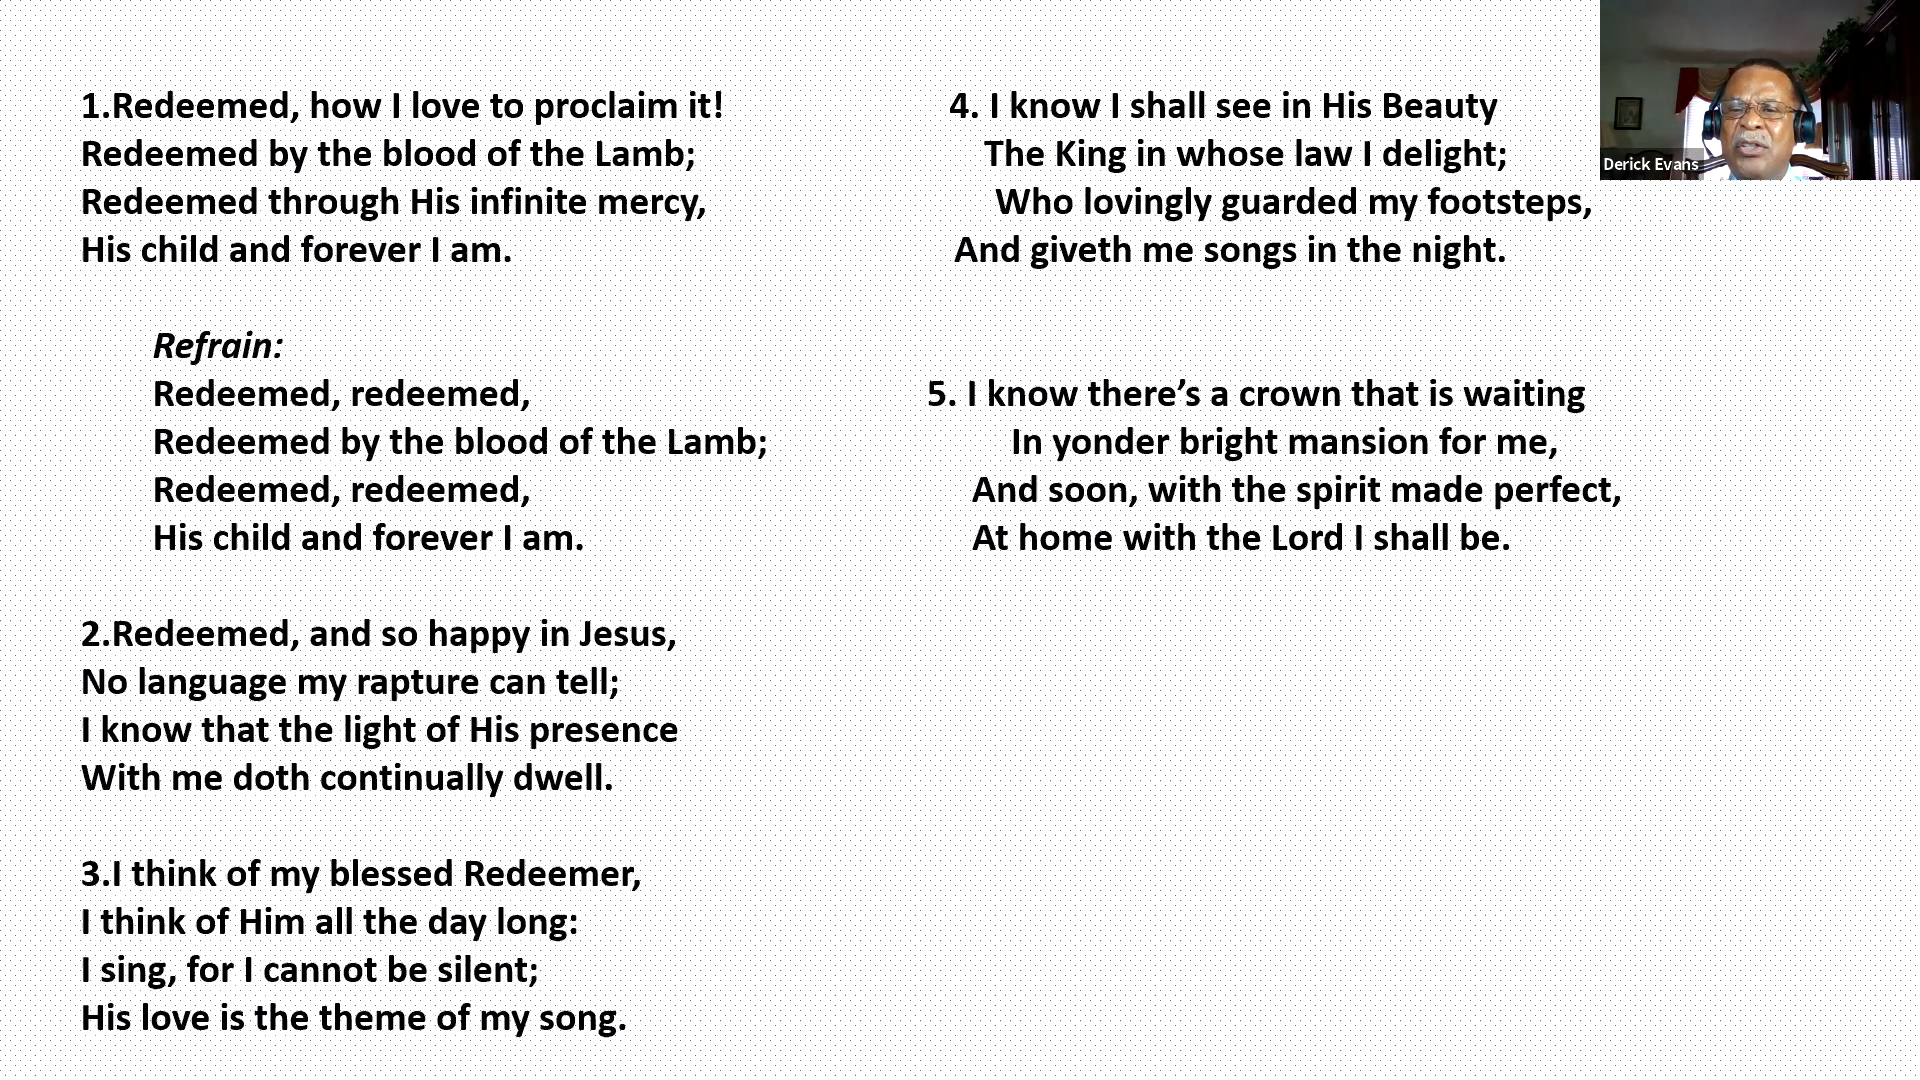 1.Redeemed, how I love to proclaim it!
Redeemed by the blood of the Lamb;
Redeemed through His infinite mercy,
His child and forever I am.
Refrain:
Redeemed, redeemed,
Redeemed by the blood of the Lamb;
Redeemed, redeemed,
His child and forever I am.
2.Redeemed, and so happy in Jesus,
No language my rapture can tell;
I know that the light of His presence
With me doth continually dwell.
3.I think of my blessed Redeemer,
I think of Him all the day long:
I sing, for I cannot be silent;
His love is the theme of my song.
4. I know I shall see in His Beauty
The King in whose law I delight;
Who lovingly guarded my footsteps,
And giveth me songs in the night.
5. I know there’s a crown that is waiting
In yonder bright mansion for me,
And soon, with the spirit made perfect,
At home with the Lord I shall be.
Derick Evans